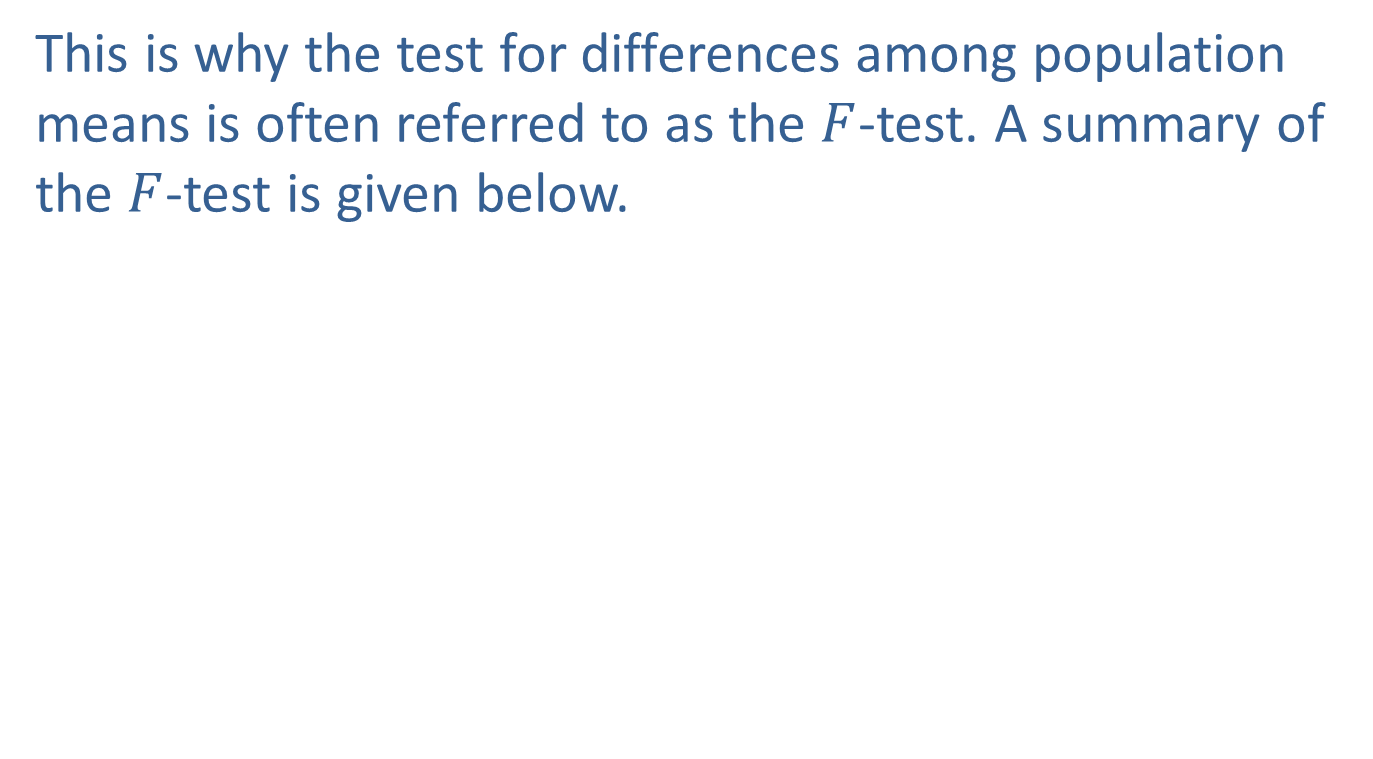 This is why the test for differences among population
means is often referred to as the F-test. A summary of
the F-test is given below.